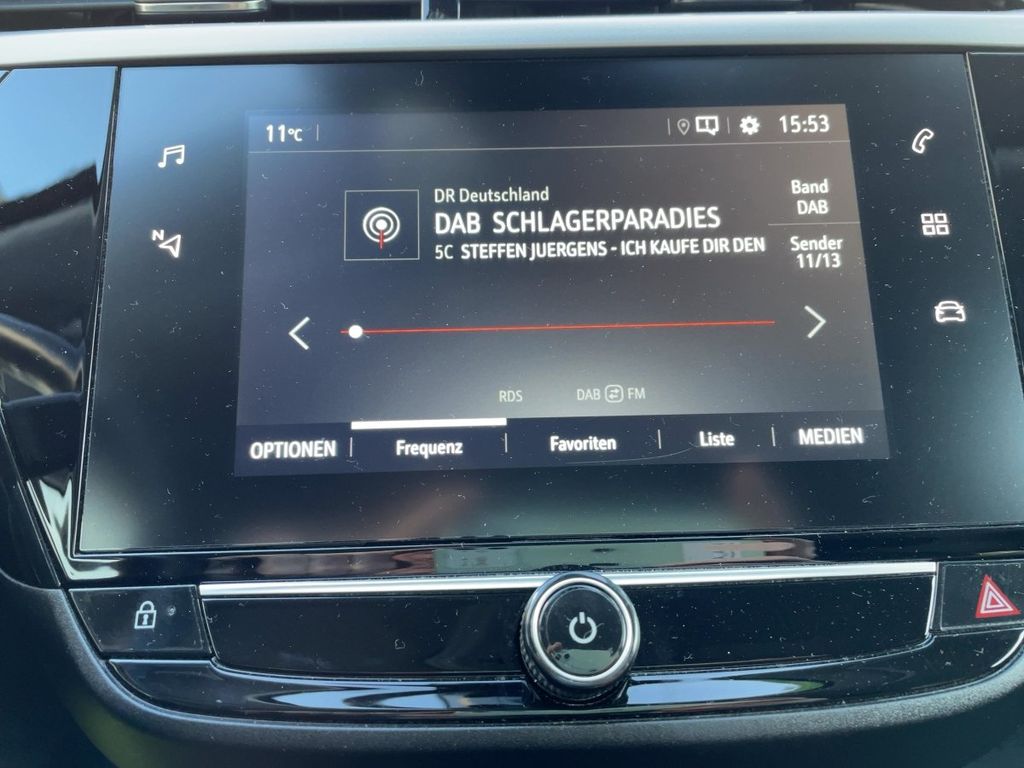 11°C
15:53
N
DR Deutschland
DAB SCHLAGERPARADIES
5C STEFFEN JUERGENS - ICH KAUFE DIR DEN
Band
DAB
Sender
11/13
RDS
DAB FM
OPTIONEN
Frequenz
Favoriten
Liste
MEDIEN